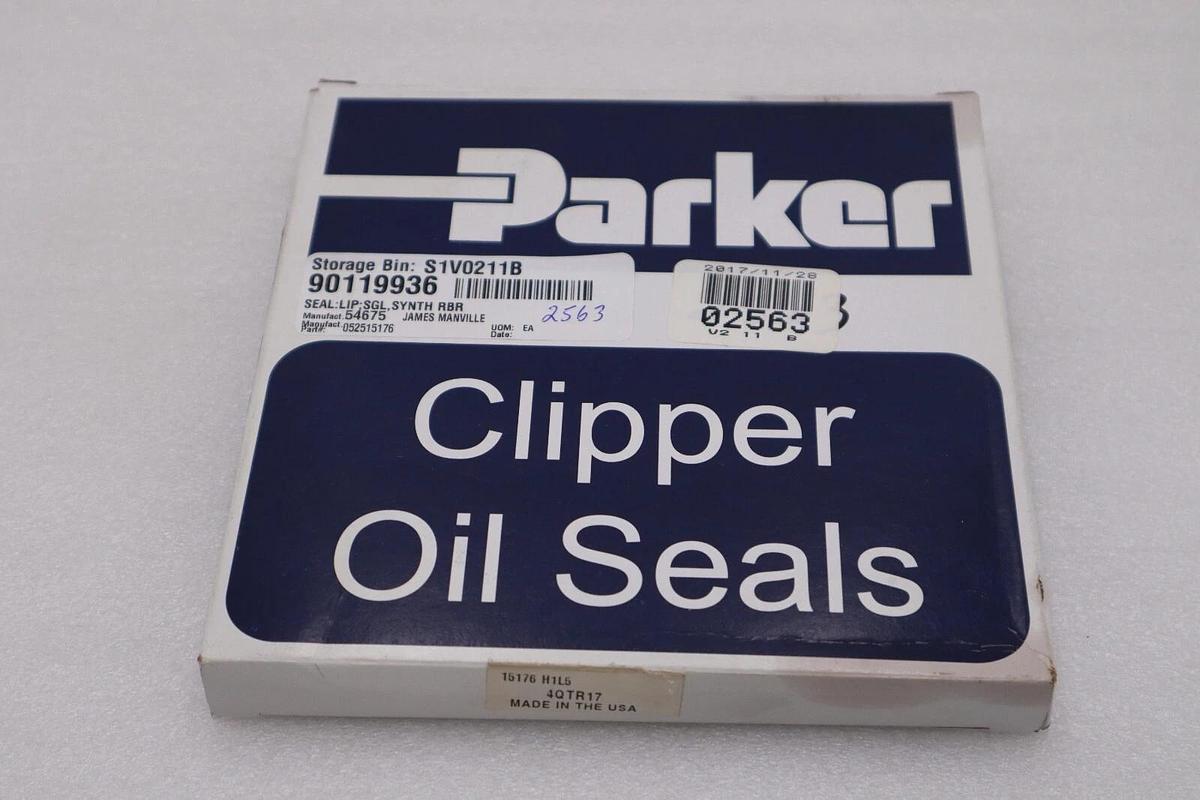 Parker
Storage Bin: S1V0211B
90119936
SEAL:LIP;SGL,SYNTH RBR
Manufact. 54675 JAMES MANVILLE
Manufact. Part#: 052515176
UOM: EA
Date:
2563
2017/11/28
02563
V2 11 B
Clipper
Oil Seals
15176 H1L5
4QTR17
MADE IN THE USA